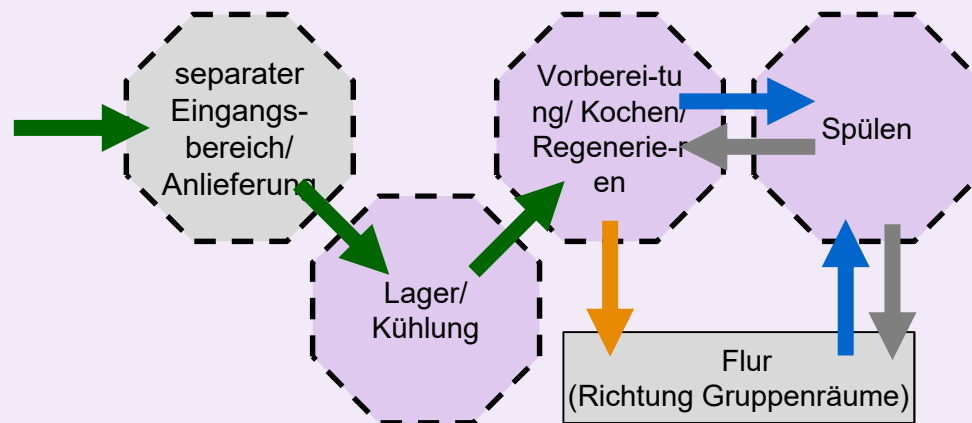 separater
Eingangs-
bereich/
Anlieferung
Lager/
Kühlung
Vorberei-tu
ng/ Kochen/
Regenerie-r
en
Spülen
Flur
(Richtung Gruppenräume)